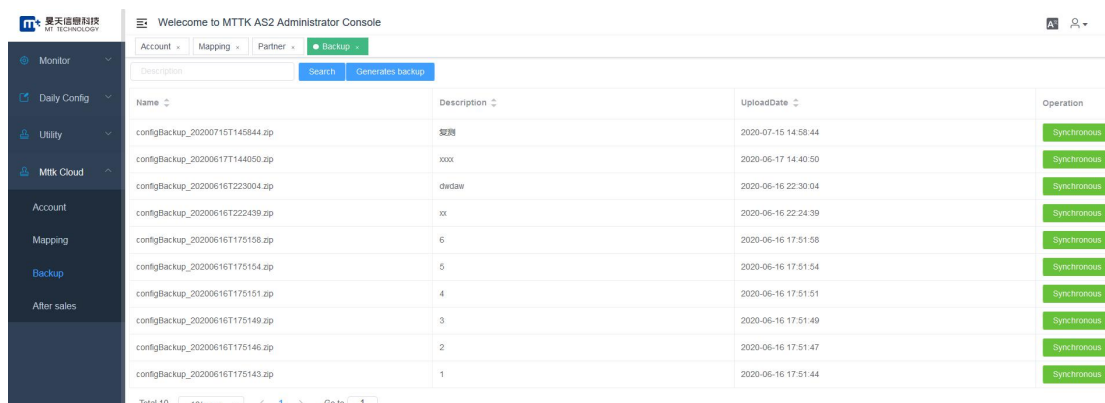 旻天信息科技
MT TECHNOLOGY
Welecome to MTTK AS2 Administrator Console
Account × Mapping × Partner × Backup ×
Monitor
Daily Config
Utility
Mttk Cloud
Account
Mapping
Backup
After sales
Description Search Generates backup
Name Description UploadDate Operation
configBackup_20200715T145844.zip 复测 2020-07-15 14:58:44 Synchronous
configBackup_20200617T144050.zip xxxx 2020-06-17 14:40:50 Synchronous
configBackup_20200616T223004.zip dwdaw 2020-06-16 22:30:04 Synchronous
configBackup_20200616T222439.zip xx 2020-06-16 22:24:39 Synchronous
configBackup_20200616T175158.zip 6 2020-06-16 17:51:58 Synchronous
configBackup_20200616T175154.zip 5 2020-06-16 17:51:54 Synchronous
configBackup_20200616T175151.zip 4 2020-06-16 17:51:51 Synchronous
configBackup_20200616T175149.zip 3 2020-06-16 17:51:49 Synchronous
configBackup_20200616T175146.zip 2 2020-06-16 17:51:47 Synchronous
configBackup_20200616T175143.zip 1 2020-06-16 17:51:44 Synchronous
Total 10 1 Go to 1